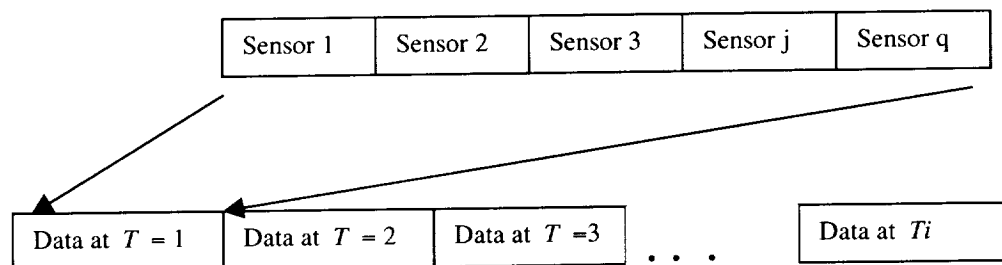 Sensor 1 Sensor 2 Sensor 3 Sensor j Sensor q
Data at T = 1 Data at T = 2 Data at T =3 . . . Data at Ti